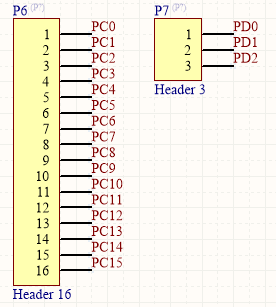 P6 (P?)
1 PC0
2 PC1
3 PC2
4 PC3
5 PC4
6 PC5
7 PC6
8 PC7
9 PC8
10 PC9
11 PC10
12 PC11
13 PC12
14 PC13
15 PC14
16 PC15
Header 16
P7 (P?)
1 PD0
2 PD1
3 PD2
Header 3